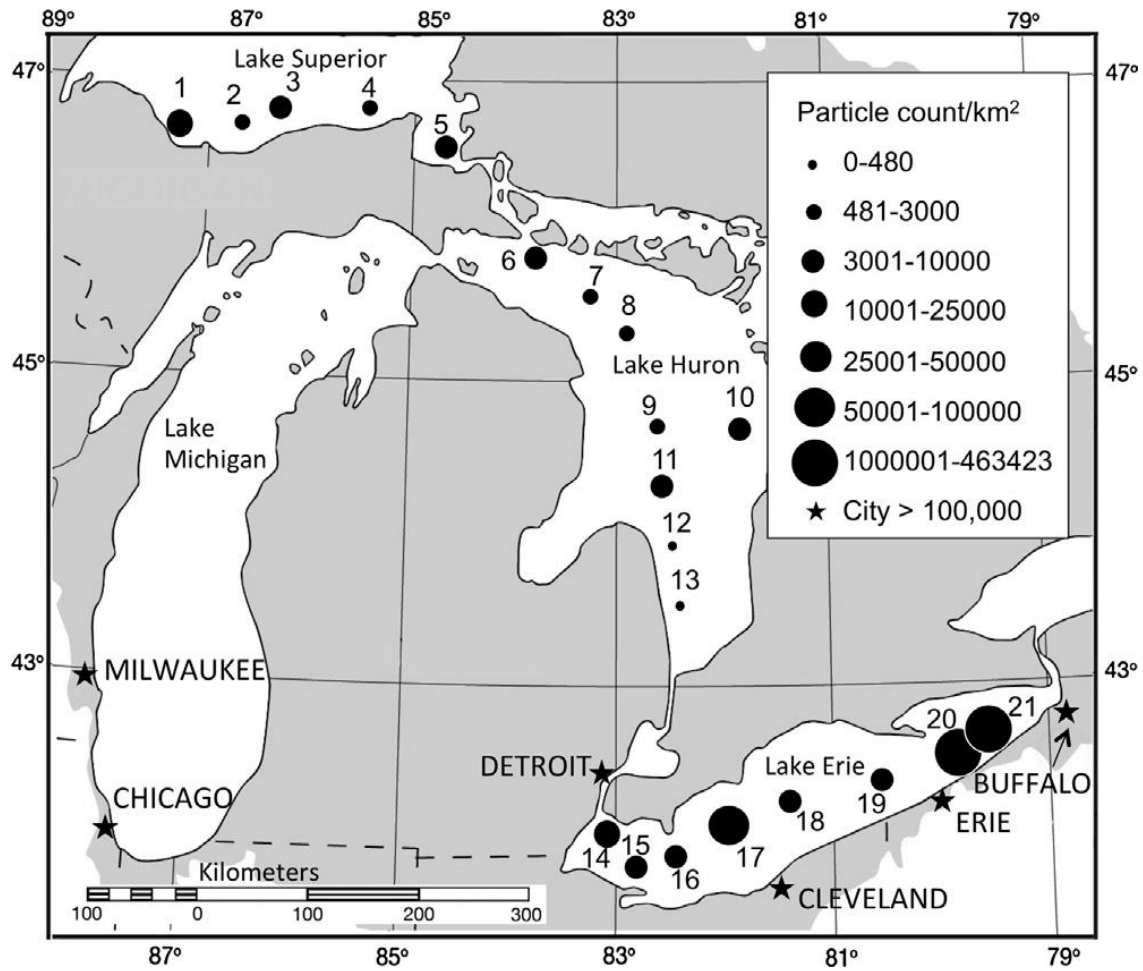 89° 87° 85° 83° 81° 79°
47° 47°
Lake Superior
1 2 3 4 5
Particle count/km²
0-480
481-3000
3001-10000
10001-25000
25001-50000
50001-100000
1000001-463423
City > 100,000
6 7 8
45° 45°
Lake Huron
9 10
Lake
Michigan
11
12
13
43° 43°
MILWAUKEE
DETROIT
CHICAGO
Lake Erie
20 21
BUFFALO
ERIE
CLEVELAND
14 15 16 17 18 19
Kilometers
100 0 100 200 300
87° 85° 83° 81° 79°